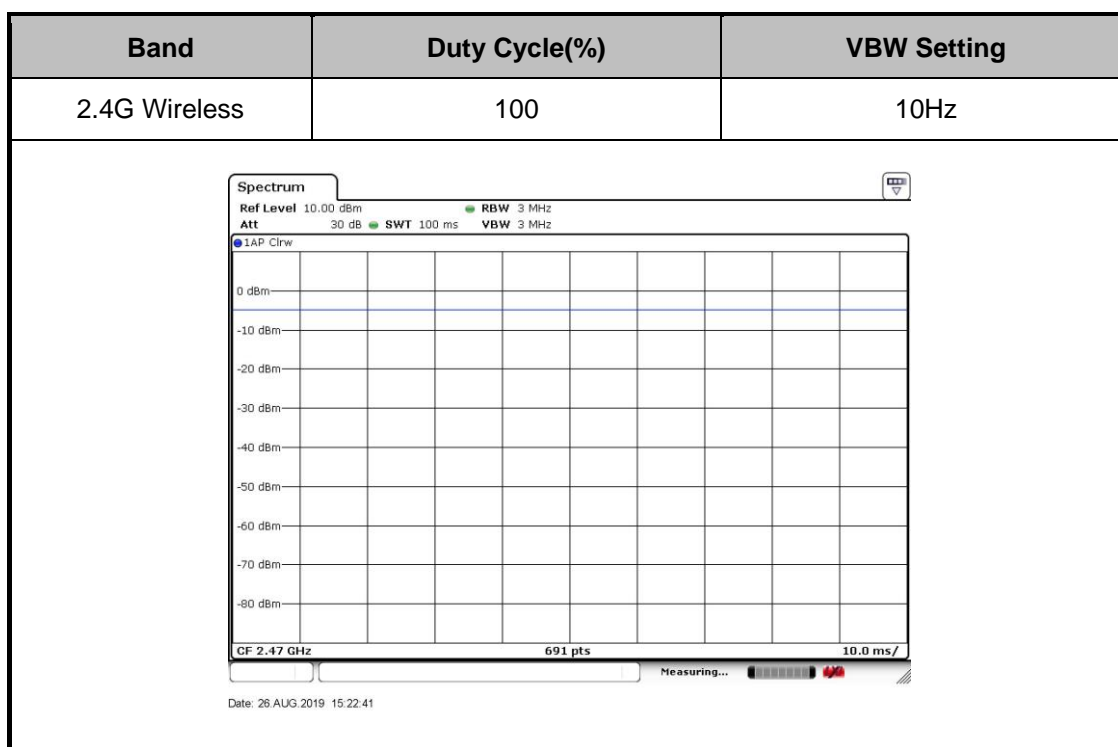 Band Duty Cycle(%) VBW Setting
2.4G Wireless 100 10Hz
Spectrum
Ref Level 10.00 dBm RBW 3 MHz
Att 30 dB SWT 100 ms VBW 3 MHz
1AP Clrw
0 dBm
-10 dBm
-20 dBm
-30 dBm
-40 dBm
-50 dBm
-60 dBm
-70 dBm
-80 dBm
CF 2.47 GHz 691 pts 10.0 ms/
Measuring...
Date: 26.AUG.2019 15:22:41